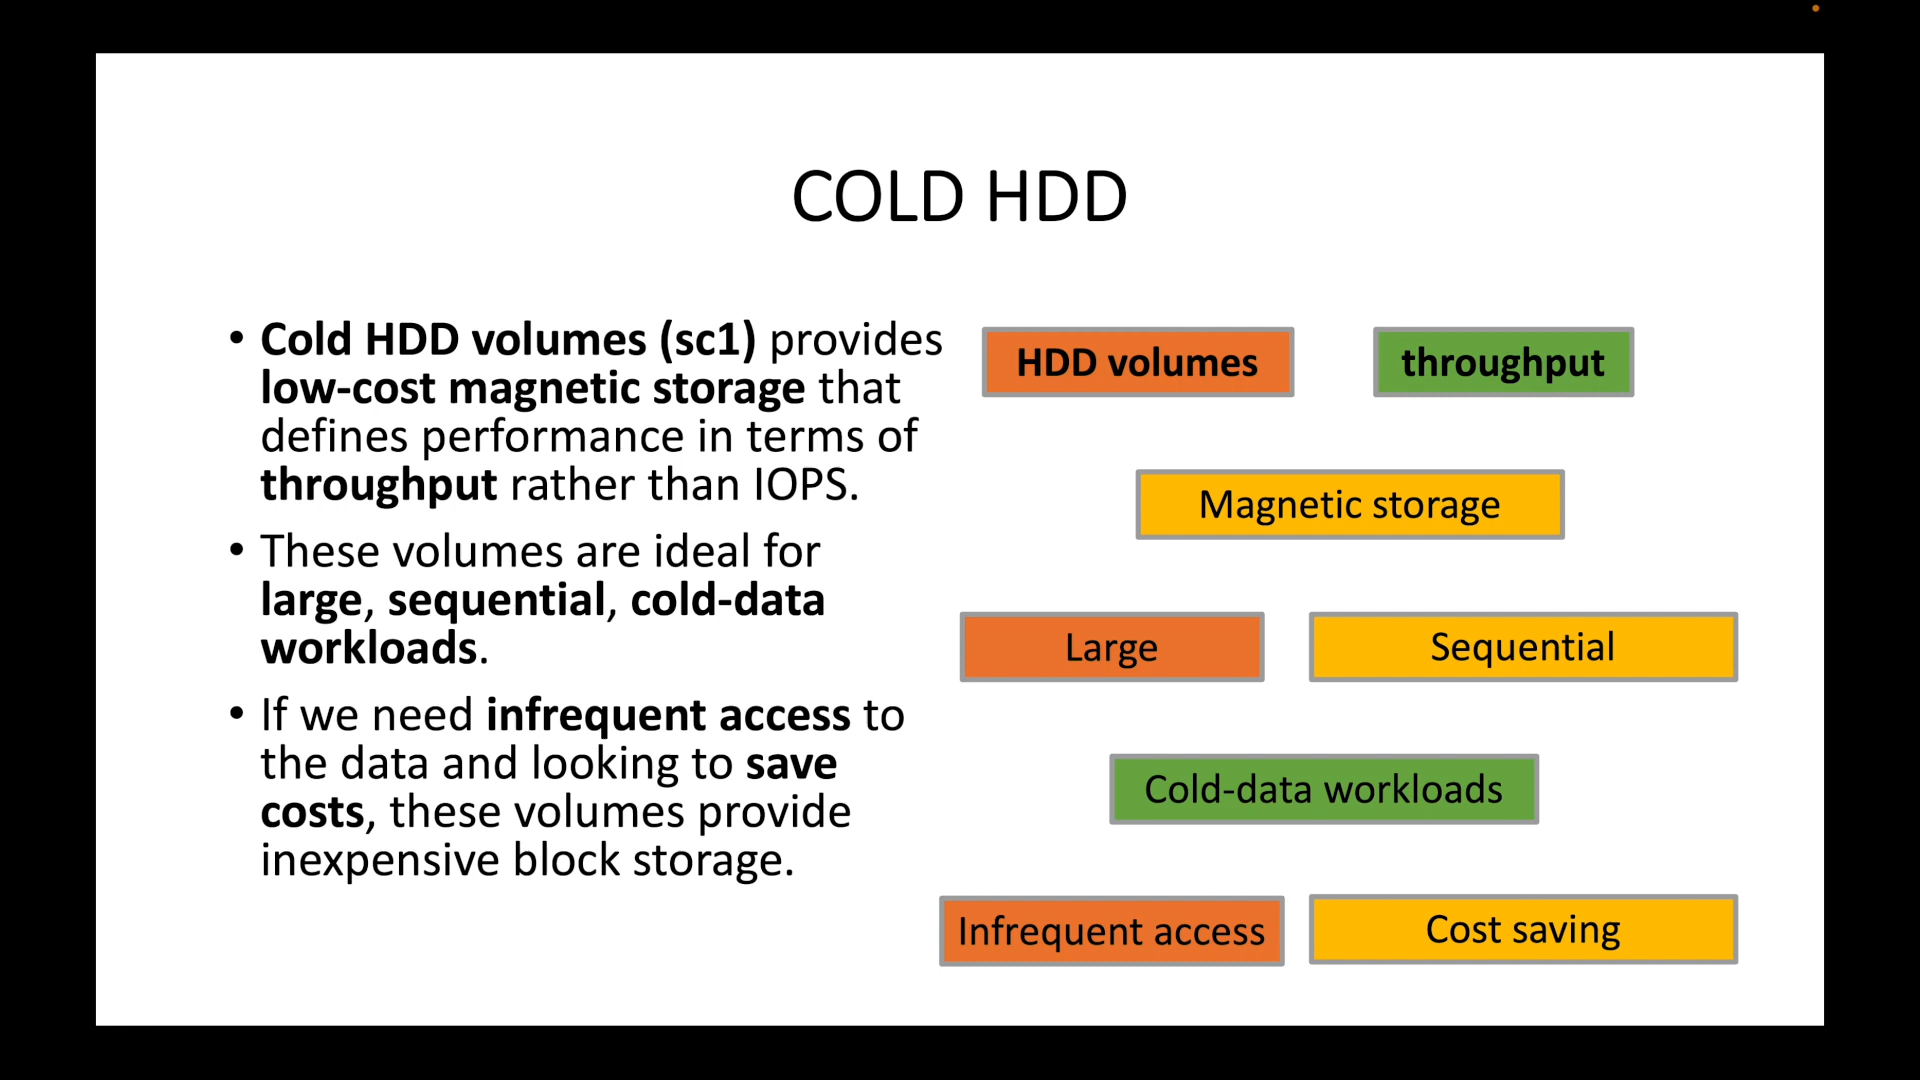 COLD HDD
• Cold HDD volumes (sc1) provides
low-cost magnetic storage that
defines performance in terms of
throughput rather than IOPS.
• These volumes are ideal for
large, sequential, cold-data
workloads.
• If we need infrequent access to
the data and looking to save
costs, these volumes provide
inexpensive block storage.
HDD volumes
throughput
Magnetic storage
Large
Sequential
Cold-data workloads
Infrequent access
Cost saving